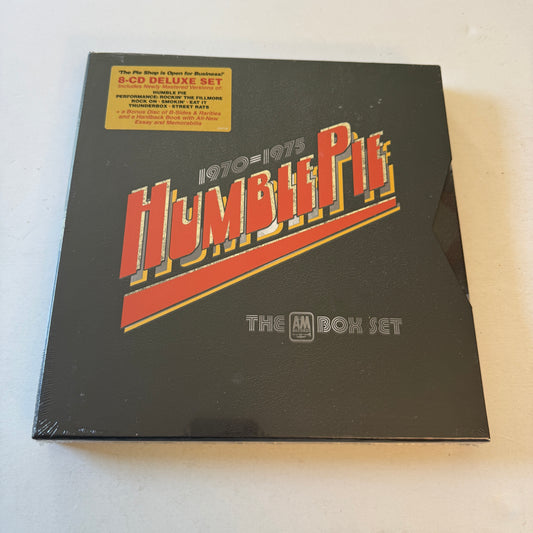 'The Pie Shop is Open for Business!'
8-CD DELUXE SET
Includes Newly Mastered Versions of:
HUMBLE PIE
PERFORMANCE: ROCKIN' THE FILLMORE
ROCK ON · SMOKIN' · EAT IT
THUNDERBOX · STREET RATS
+ a Bonus Disc of B-Sides & Rarities
and a Hardback Book with All-New
Essay and Memorabilia
1970=1975
HUMBLE PIE
THE A&M BOX SET